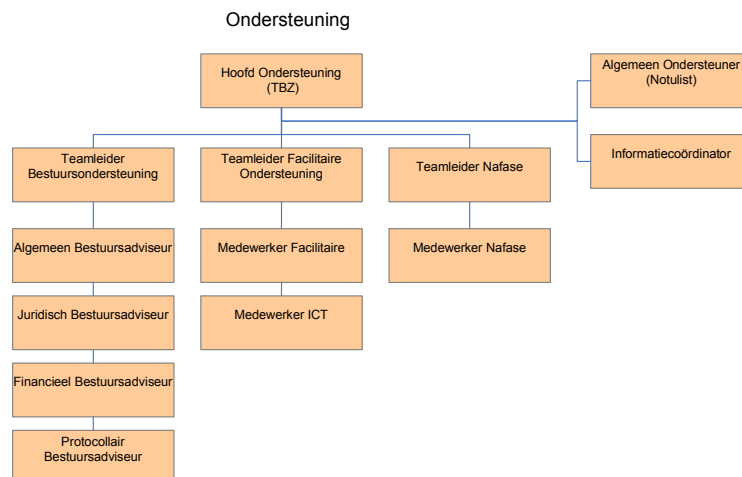 Ondersteuning
Hoofd Ondersteuning
(TBZ)
Algemeen Ondersteuner
(Notulist)
Informatiecoördinator
Teamleider
Bestuursondersteuning
Teamleider Facilitaire
Ondersteuning
Teamleider Nafase
Algemeen Bestuursadviseur
Medewerker Facilitaire
Medewerker Nafase
Juridisch Bestuursadviseur
Medewerker ICT
Financieel Bestuursadviseur
Protocollair
Bestuursadviseur